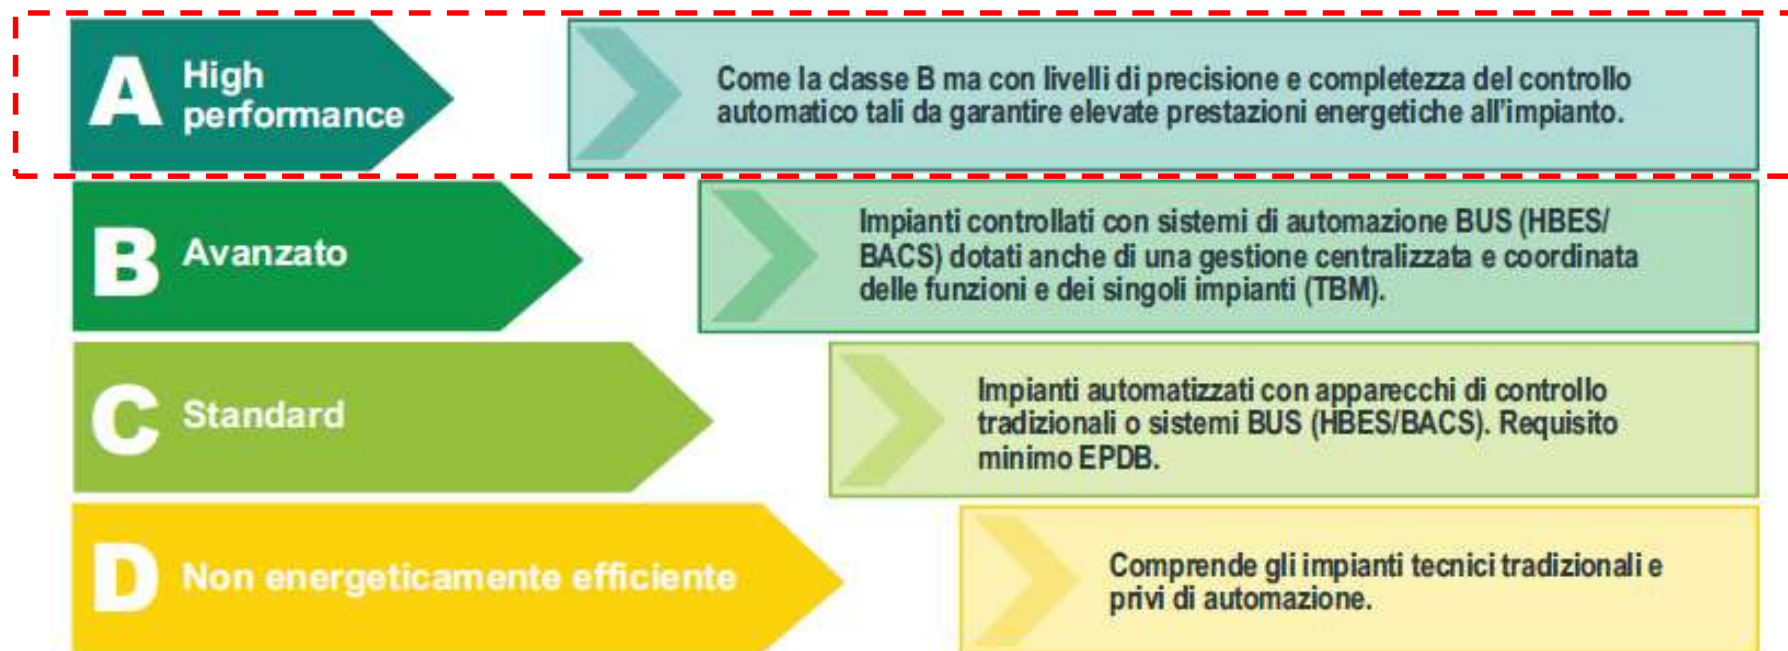 A
High
performance
Come la classe B ma con livelli di precisione e completezza del controllo
automatico tali da garantire elevate prestazioni energetiche all'impianto.
B
Avanzato
Impianti controllati con sistemi di automazione BUS (HBES/
BACS) dotati anche di una gestione centralizzata e coordinata
delle funzioni e dei singoli impianti (TBM).
C
Standard
Impianti automatizzati con apparecchi di controllo
tradizionali o sistemi BUS (HBES/BACS). Requisito
minimo EPDB.
D
Non energeticamente efficiente
Comprende gli impianti tecnici tradizionali e
privi di automazione.